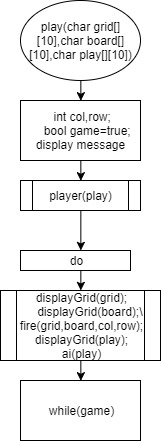 play(char grid[]
[10],char board[]
[10],char play[][10])
int col,row;
bool game=true;
display message
player(play)
do
displayGrid(grid);
displayGrid(board);\
fire(grid,board,col,row);
displayGrid(play);
ai(play)
while(game)